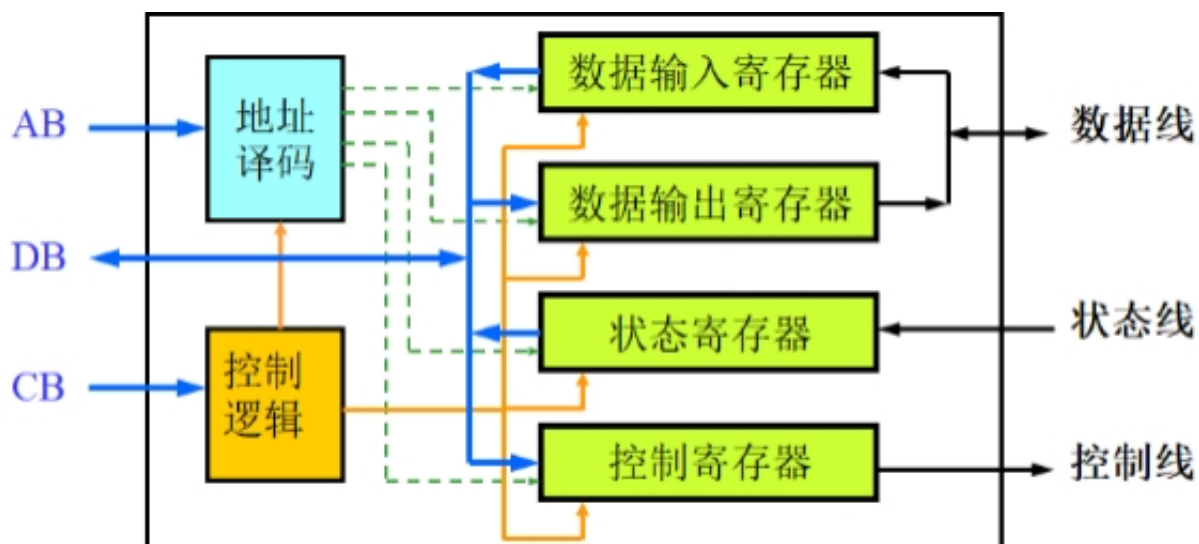 AB
DB
CB
地址
译码
控制
逻辑
数据输入寄存器
数据输出寄存器
状态寄存器
控制寄存器
数据线
状态线
控制线